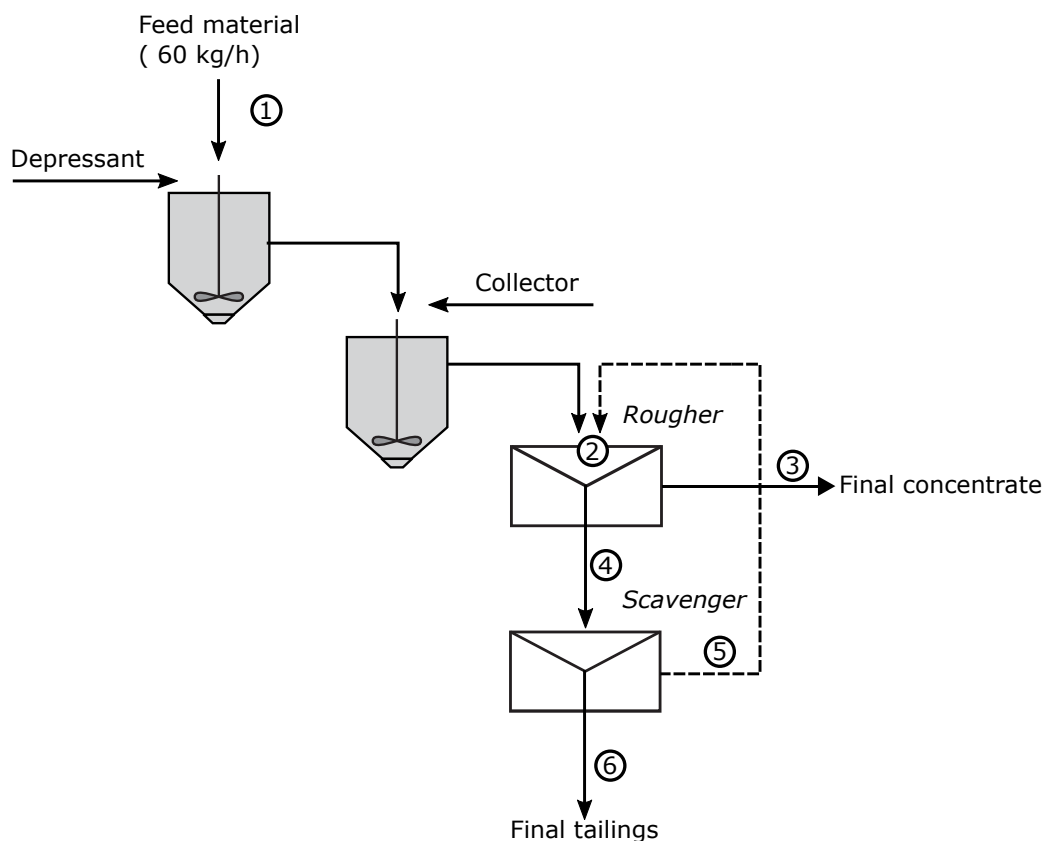 Feed material
( 60 kg/h)
1
Depressant
Collector
Rougher
2
3
Final concentrate
4
Scavenger
5
6
Final tailings